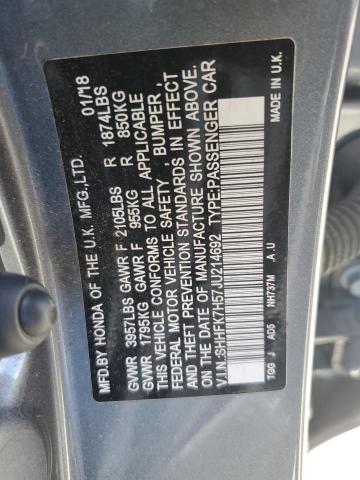 MFD.BY HONDA OF THE U.K. MFG.,LTD. 01/18
GVWR 3957LBS GAWR F 2105LBS R 1874LBS
GVWR 1795KG GAWR F 955KG R 850KG
THIS VEHICLE CONFORMS TO ALL APPLICABLE
FEDERAL MOTOR VEHICLE SAFETY , BUMPER ,
& THEFT PREVENTION STANDARDS IN EFFECT
ON THE DATE OF MANUFACTURE SHOWN ABOVE.
V.I.N.:SHHFK7H57JU214692 TYPE:PASSENGER CAR
TGG J AD5 NH737M .A .U MADE IN U.K.